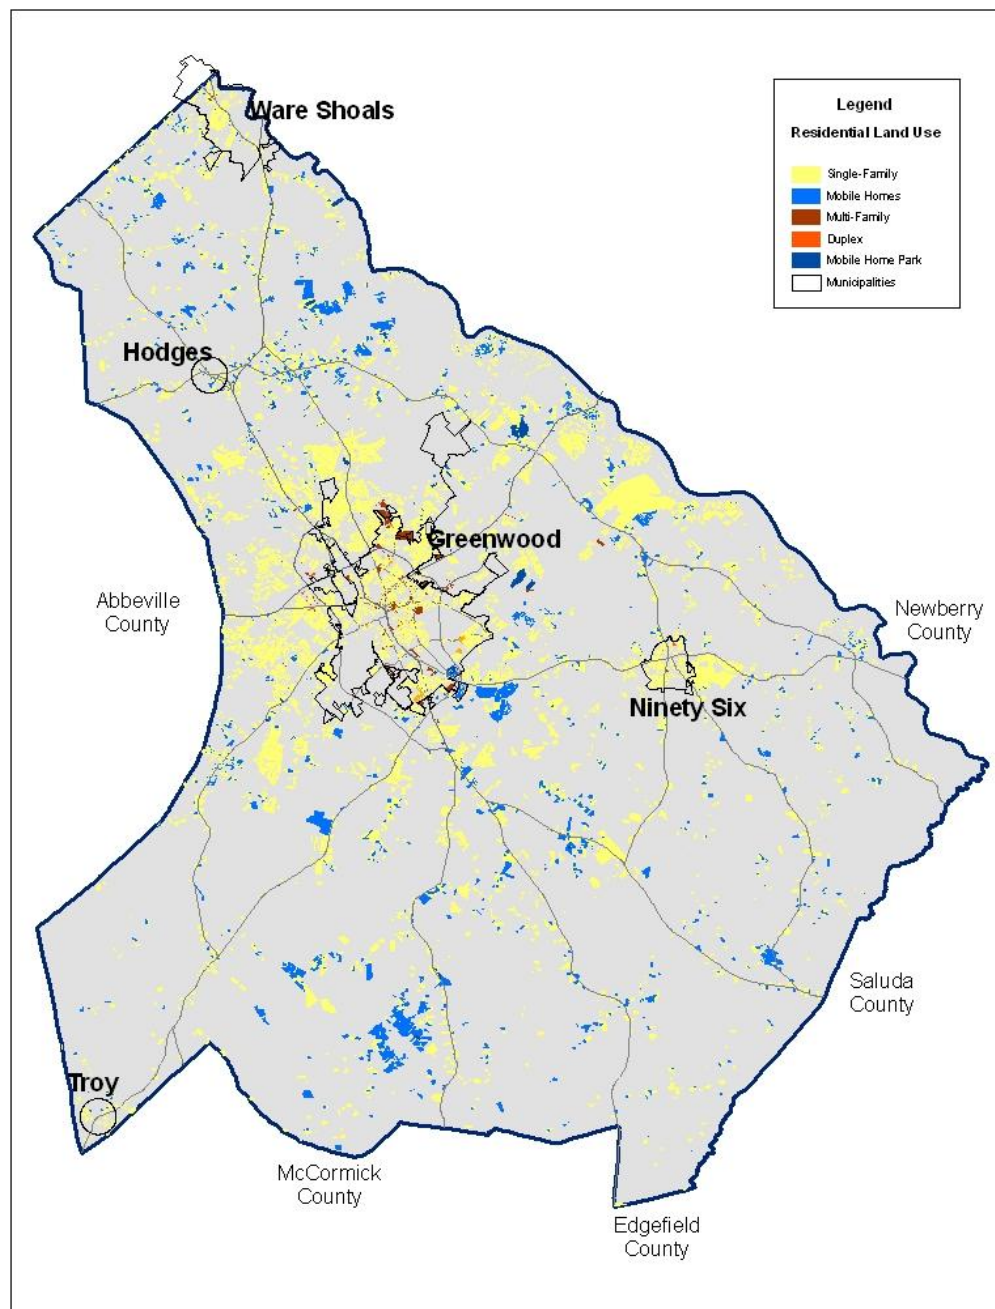 Ware Shoals
Legend
Residential Land Use
Single-Family
Mobile Homes
Multi-Family
Duplex
Mobile Home Park
Municipalities
Hodges
Greenwood
Abbeville
County
Newberry
County
Ninety Six
Saluda
County
Troy
McCormick
County
Edgefield
County